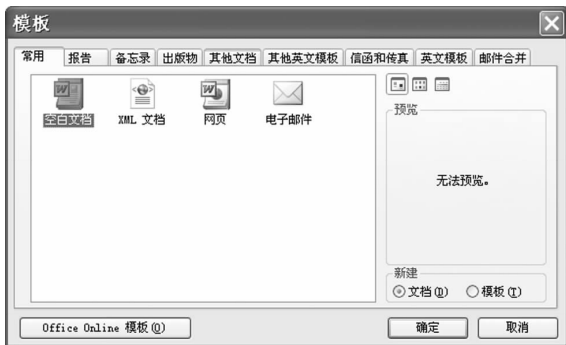 模板
常用 报告 备忘录 出版物 其他文档 其他英文模板 信函和传真 英文模板 邮件合并
空白文档 XML 文档 网页 电子邮件
预览
无法预览。
新建
文档(D) 模板(T)
Office Online 模板(O) 确定 取消